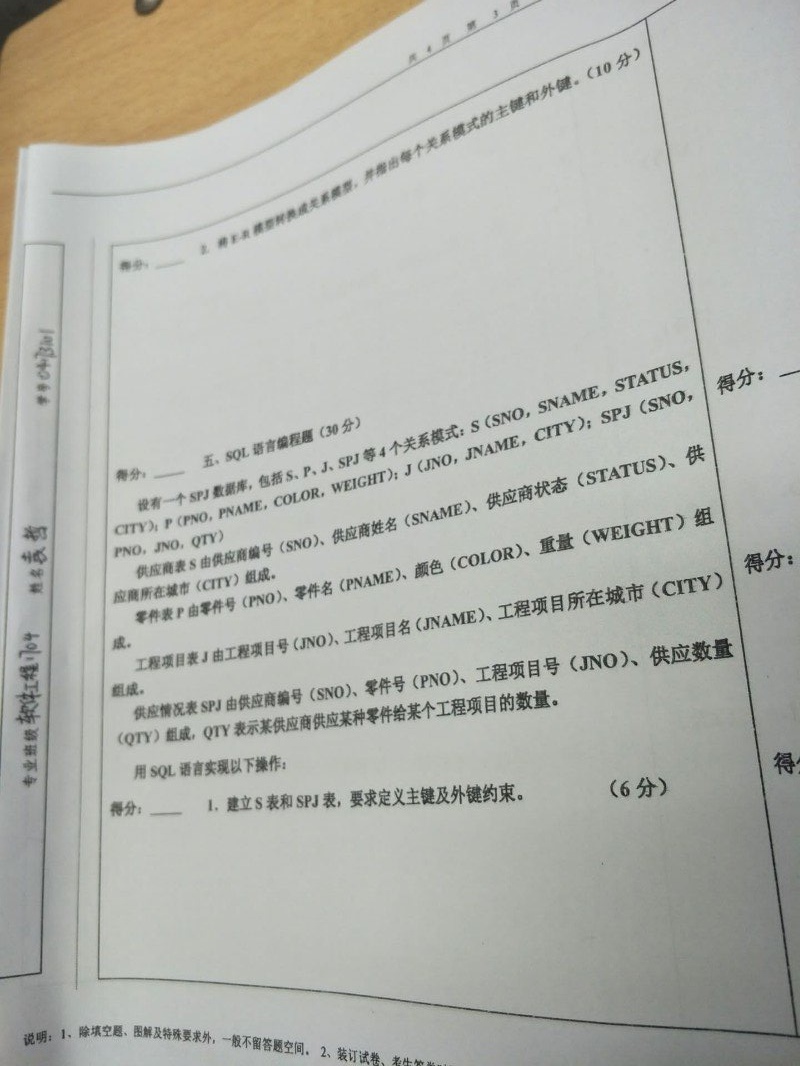 共 4 页 第 3 页
得分：____ 2. 将 E-R 模型转换成关系模型，并指出每个关系模式的主键和外键。（10 分）
得分：____ 五、SQL 语言编程题（30 分）
设有一个 SPJ 数据库，包括 S、P、J、SPJ 等 4 个关系模式：S（SNO，SNAME，STATUS，
CITY）；P（PNO，PNAME，COLOR，WEIGHT）；J（JNO，JNAME，CITY）；SPJ（SNO，
PNO，JNO，QTY）
供应商表 S 由供应商编号（SNO）、供应商姓名（SNAME）、供应商状态（STATUS）、供
应商所在城市（CITY）组成。
零件表 P 由零件号（PNO）、零件名（PNAME）、颜色（COLOR）、重量（WEIGHT）组
成。
工程项目表 J 由工程项目号（JNO）、工程项目名（JNAME）、工程项目所在城市（CITY）
组成。
供应情况表 SPJ 由供应商编号（SNO）、零件号（PNO）、工程项目号（JNO）、供应数量
（QTY）组成，QTY 表示某供应商供应某种零件给某个工程项目的数量。
用 SQL 语言实现以下操作：
得分：____ 1. 建立 S 表和 SPJ 表，要求定义主键及外键约束。 （6 分）
得分：
得分：
得分
专业班级 软件工程1704 姓名 学号
说明：1、除填空题、图解及特殊要求外，一般不留答题空间。 2、装订试卷、考生答卷